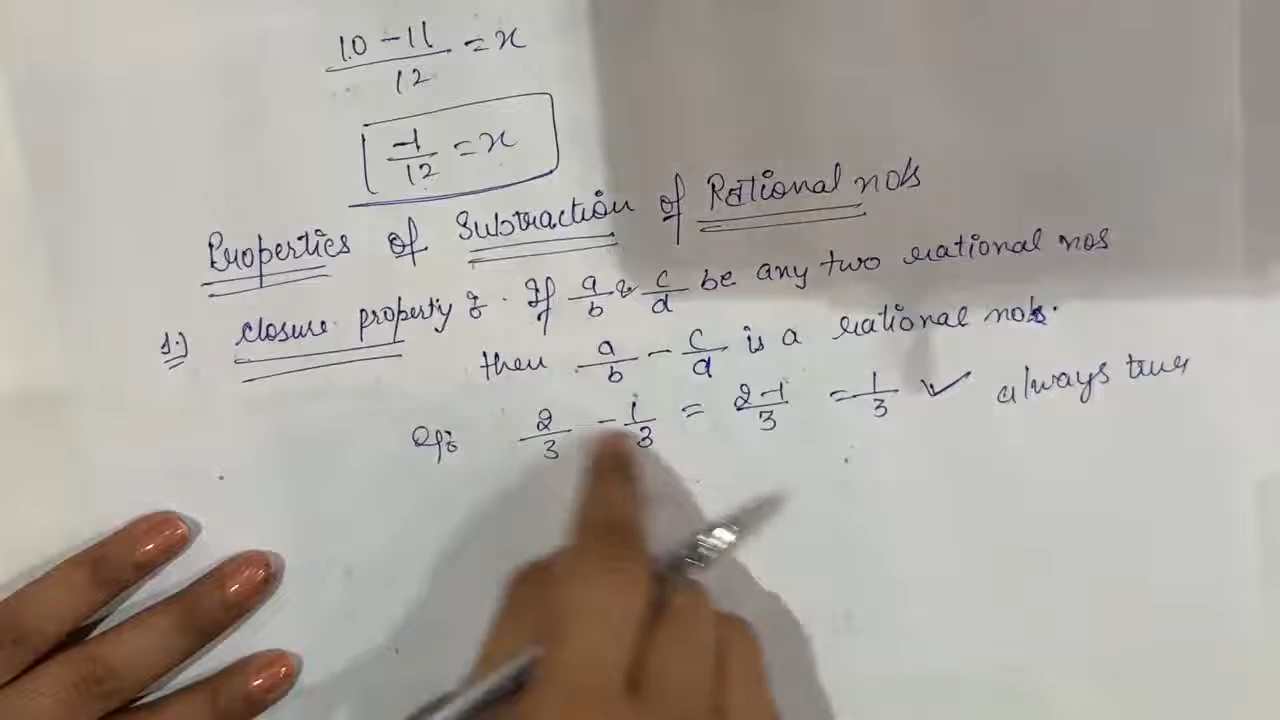 10 - 11 / 12 = x
-1/12 = x
Properties of Subtraction of Rational nos
1.) closure property :- If a/b & c/d be any two rational nos
then a/b - c/d is a rational nos.
eg:- 2/3 - 1/3 = 2-1/3 = 1/3 ✓ always true